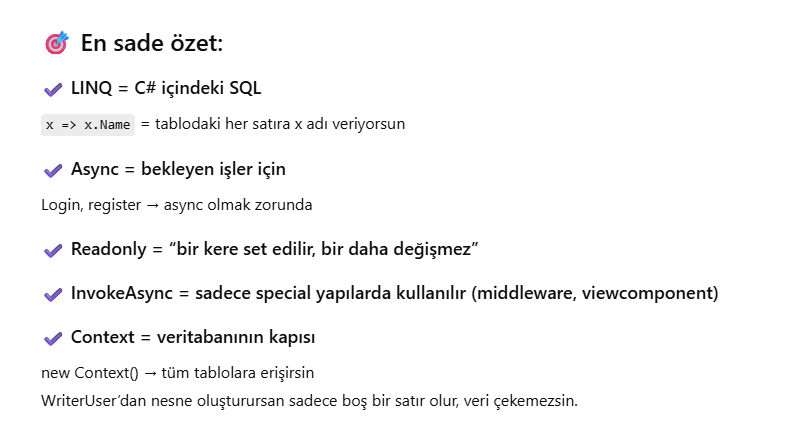 🎯 En sade özet:
✔ LINQ = C# içindeki SQL
x => x.Name = tablodaki her satıra x adı veriyorsun
✔ Async = bekleyen işler için
Login, register → async olmak zorunda
✔ Readonly = “bir kere set edilir, bir daha değişmez”
✔ InvokeAsync = sadece special yapılarda kullanılır (middleware, viewcomponent)
✔ Context = veritabanının kapısı
new Context() → tüm tablolara erişirsin
WriterUser’dan nesne oluşturursan sadece boş bir satır olur, veri çekemezsin.